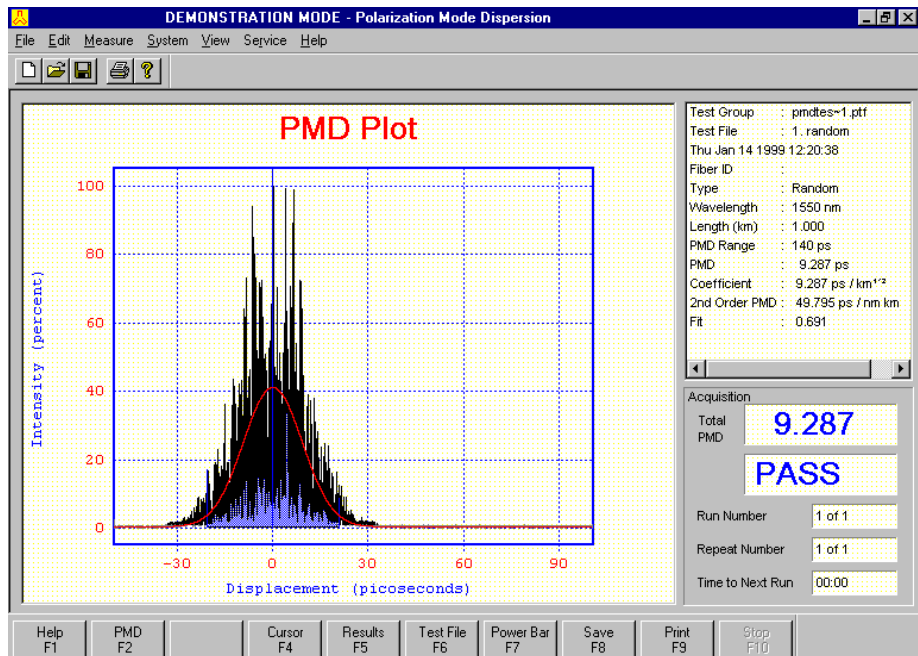 DEMONSTRATION MODE - Polarization Mode Dispersion
File Edit Measure System View Service Help
PMD Plot
100
80
60
40
20
0
Intensity (percent)
-30 0 30 60 90
Displacement (picoseconds)
Test Group : pmdtes~1.ptf
Test File : 1. random
Thu Jan 14 1999 12:20:38
Fiber ID :
Type : Random
Wavelength : 1550 nm
Length (km) : 1.000
PMD Range : 140 ps
PMD : 9.287 ps
Coefficient : 9.287 ps / km¹ᐟ²
2nd Order PMD : 49.795 ps / nm km
Fit : 0.691
Acquisition
Total PMD 9.287
PASS
Run Number 1 of 1
Repeat Number 1 of 1
Time to Next Run 00:00
Help F1
PMD F2
Cursor F4
Results F5
Test File F6
Power Bar F7
Save F8
Print F9
Stop F10